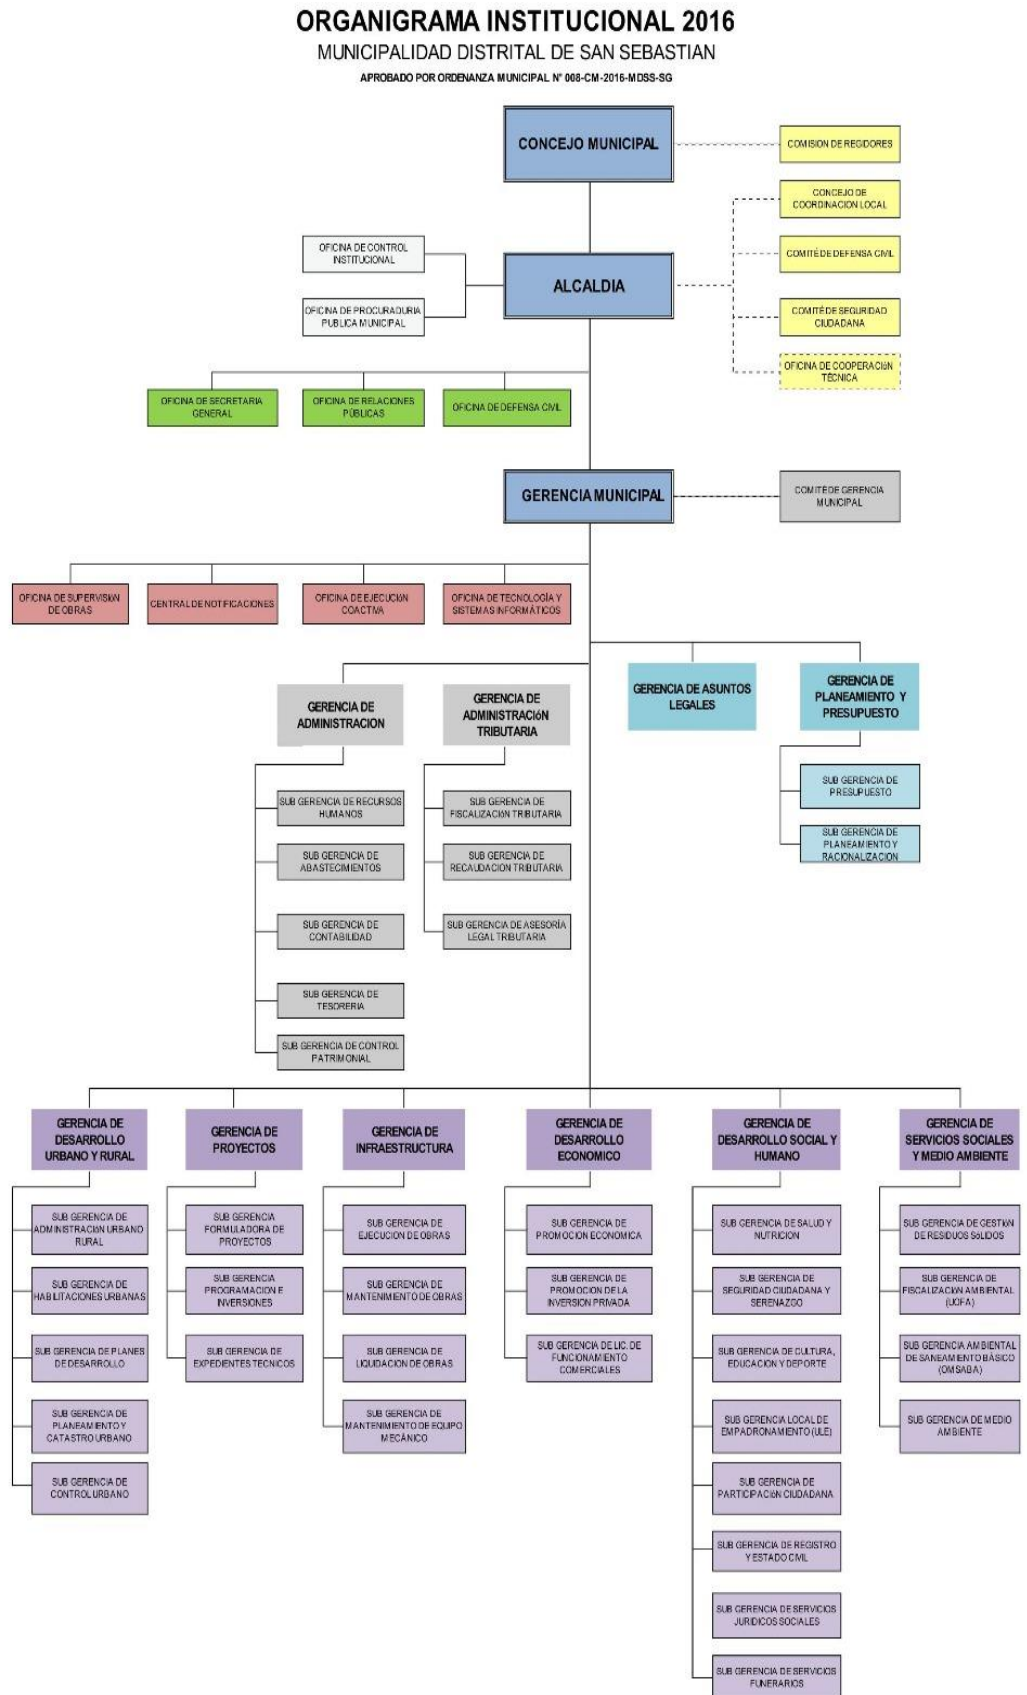 ORGANIGRAMA INSTITUCIONAL 2016
MUNICIPALIDAD DISTRITAL DE SAN SEBASTIAN
APROBADO POR ORDENANZA MUNICIPAL N° 008-CM-2016-MDSS-SG
CONCEJO MUNICIPAL
COMISION DE REGIDORES
CONCEJO DE
COORDINACION LOCAL
COMITÉ DE DEFENSA CIVIL
COMITÉ DE SEGURIDAD
CIUDADANA
OFICINA DE COOPERACIóN
TÉCNICA
OFICINA DE CONTROL
INSTITUCIONAL
OFICINA DE PROCURADURIA
PUBLICA MUNICIPAL
ALCALDIA
OFICINA DE SECRETARIA
GENERAL
OFICINA DE RELACIONES
PÚBLICAS
OFICINA DE DEFENSA CIVIL
GERENCIA MUNICIPAL
COMITÉ DE GERENCIA
MUNICIPAL
OFICINA DE SUPERVISIóN
DE OBRAS
CENTRAL DE NOTIFICACIONES
OFICINA DE EJECUCIóN
COACTIVA
OFICINA DE TECNOLOGÍA Y
SISTEMAS INFORMÁTICOS
GERENCIA DE
ADMINISTRACION
GERENCIA DE
ADMINISTRACIóN
TRIBUTARIA
GERENCIA DE ASUNTOS
LEGALES
GERENCIA DE
PLANEAMIENTO Y
PRESUPUESTO
SUB GERENCIA DE RECURSOS
HUMANOS
SUB GERENCIA DE
ABASTECIMIENTOS
SUB GERENCIA DE
CONTABILIDAD
SUB GERENCIA DE
TESORERIA
SUB GERENCIA DE CONTROL
PATRIMONIAL
SUB GERENCIA DE
FISCALIZACIóN TRIBUTARIA
SUB GERENCIA DE
RECAUDACION TRIBUTARIA
SUB GERENCIA DE ASESORÍA
LEGAL TRIBUTARIA
SUB GERENCIA DE
PRESUPUESTO
SUB GERENCIA DE
PLANEAMIENTO Y
RACIONALIZACION
GERENCIA DE
DESARROLLO
URBANO Y RURAL
SUB GERENCIA DE
ADMINISTRACIóN URBANO
RURAL
SUB GERENCIA DE
HABILITACIONES URBANAS
SUB GERENCIA DE PLANES
DE DESARROLLO
SUB GERENCIA DE
PLANEAMIENTO Y
CATASTRO URBANO
SUB GERENCIA DE
CONTROL URBANO
GERENCIA DE
PROYECTOS
SUB GERENCIA
FORMULADORA DE
PROYECTOS
SUB GERENCIA
PROGRAMACION E
INVERSIONES
SUB GERENCIA DE
EXPEDIENTES TECNICOS
GERENCIA DE
INFRAESTRUCTURA
SUB GERENCIA DE
EJECUCION DE OBRAS
SUB GERENCIA DE
MANTENIMIENTO DE OBRAS
SUB GERENCIA DE
LIQUIDACION DE OBRAS
SUB GERENCIA DE
MANTENIMIENTO DE EQUIPO
MECÁNICO
GERENCIA DE
DESARROLLO
ECONOMICO
SUB GERENCIA DE
PROMOCION ECONOMICA
SUB GERENCIA DE
PROMOCION DE LA
INVERSION PRIVADA
SUB GERENCIA DE LIC. DE
FUNCIONAMIENTO
COMERCIALES
GERENCIA DE
DESARROLLO SOCIAL Y
HUMANO
SUB GERENCIA DE SALUD Y
NUTRICION
SUB GERENCIA DE
SEGURIDAD CIUDADANA Y
SERENAZGO
SUB GERENCIA DE CULTURA,
EDUCACION Y DEPORTE
SUB GERENCIA LOCAL DE
EMPADRONAMIENTO (ULE)
SUB GERENCIA DE
PARTICIPACIóN CIUDADANA
SUB GERENCIA DE REGISTRO
Y ESTADO CIVIL
SUB GERENCIA DE SERVICIOS
JURIDICOS SOCIALES
SUB GERENCIA DE SERVICIOS
FUNERARIOS
GERENCIA DE
SERVICIOS SOCIALES
Y MEDIO AMBIENTE
SUB GERENCIA DE GESTIóN
DE RESIDUOS SóLIDOS
SUB GERENCIA DE
FISCALIZACIóN AMBIENTAL
(UOFA)
SUB GERENCIA AMBIENTAL
DE SANEAMIENTO BÁSICO
(OMSABA)
SUB GERENCIA DE MEDIO
AMBIENTE